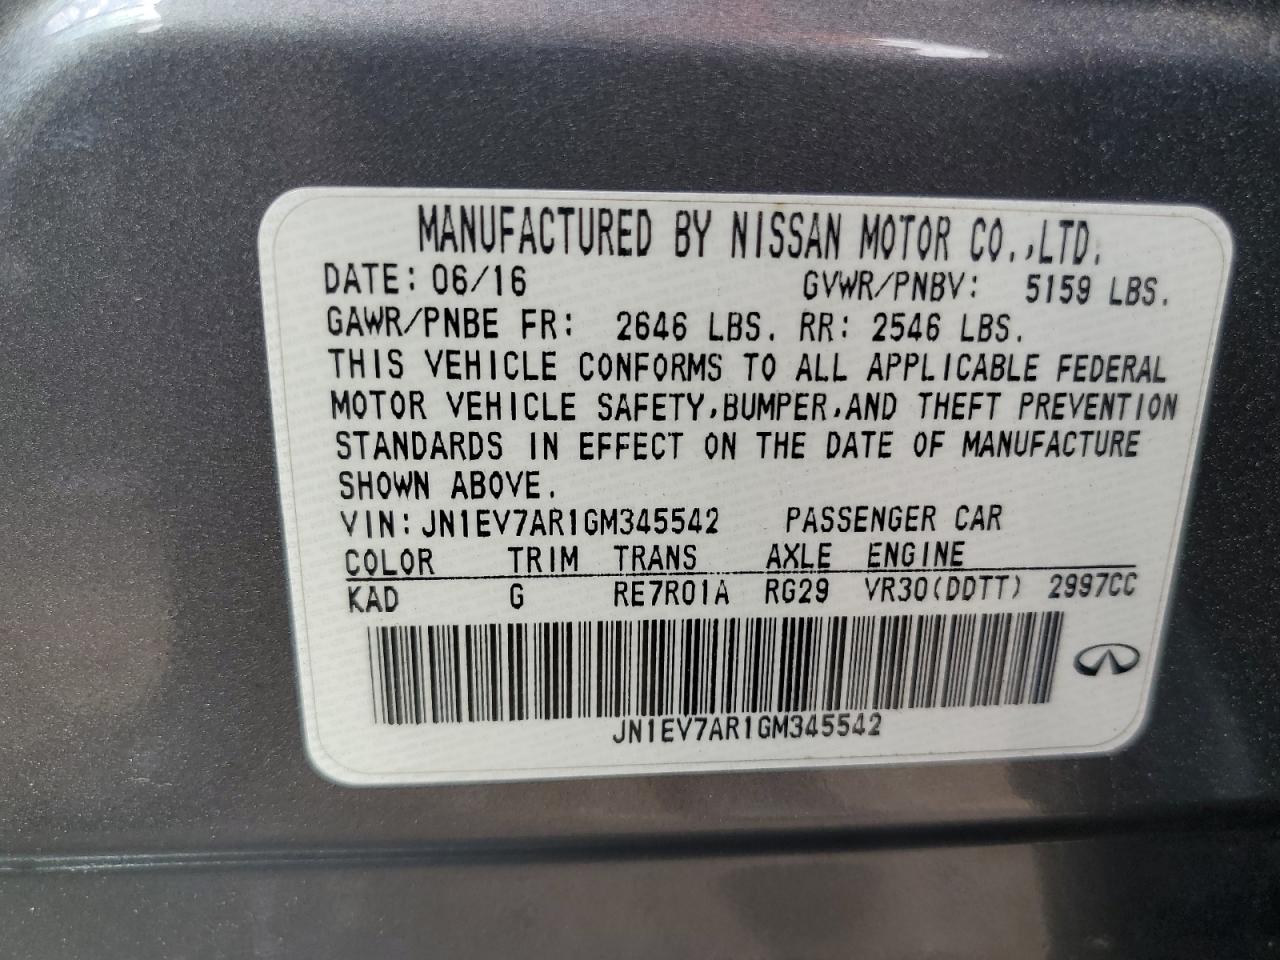 MANUFACTURED BY NISSAN MOTOR CO.,LTD.
DATE: 06/16 GVWR/PNBV: 5159 LBS.
GAWR/PNBE FR: 2646 LBS. RR: 2546 LBS.
THIS VEHICLE CONFORMS TO ALL APPLICABLE FEDERAL
MOTOR VEHICLE SAFETY,BUMPER,AND THEFT PREVENTION
STANDARDS IN EFFECT ON THE DATE OF MANUFACTURE
SHOWN ABOVE.
VIN: JN1EV7AR1GM345542 PASSENGER CAR
COLOR TRIM TRANS AXLE ENGINE
KAD G RE7R01A RG29 VR30(DDTT) 2997CC
JN1EV7AR1GM345542